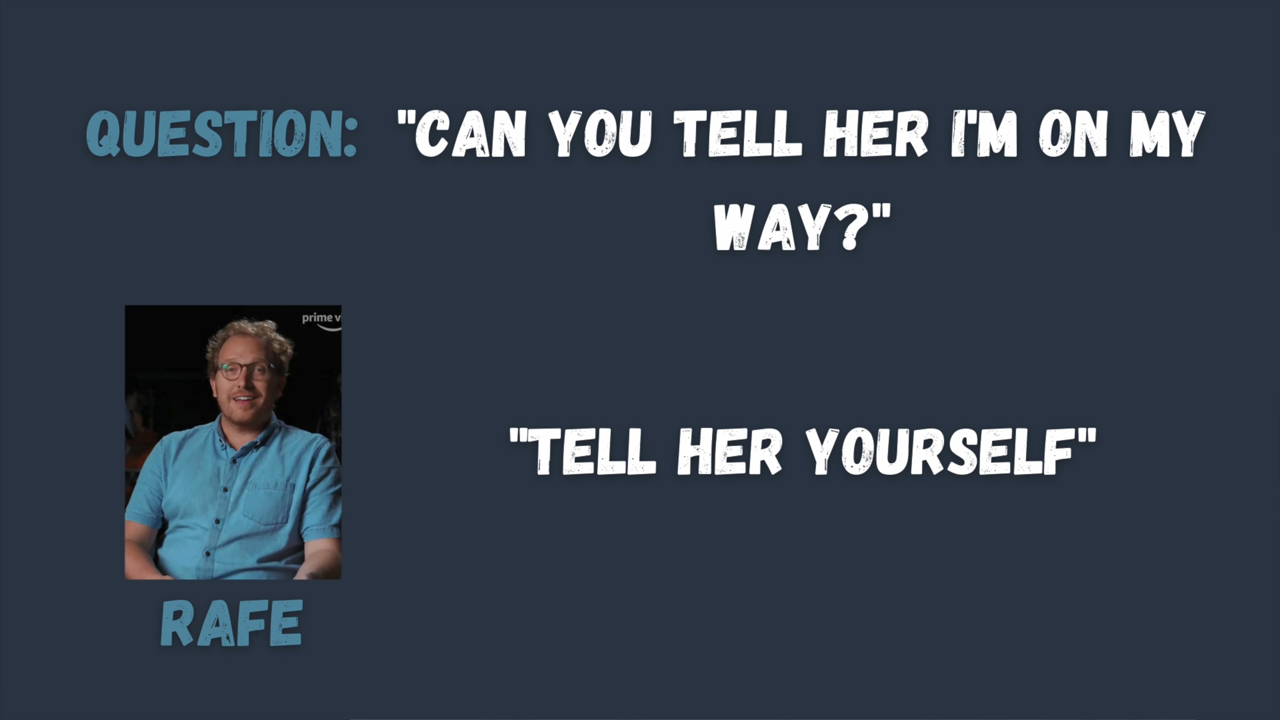 QUESTION: "CAN YOU TELL HER I'M ON MY
WAY?"
prime v
"TELL HER YOURSELF"
RAFE